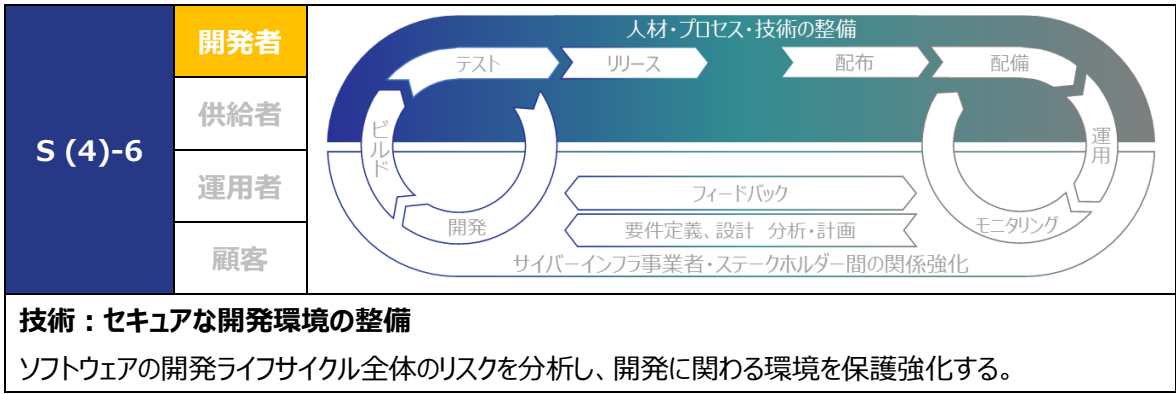 S (4)-6
開発者
供給者
運用者
顧客
人材・プロセス・技術の整備
テスト
リリース
配布
配備
ビルド
運用
開発
モニタリング
フィードバック
要件定義、設計 分析・計画
サイバーインフラ事業者・ステークホルダー間の関係強化
技術：セキュアな開発環境の整備
ソフトウェアの開発ライフサイクル全体のリスクを分析し、開発に関わる環境を保護強化する。